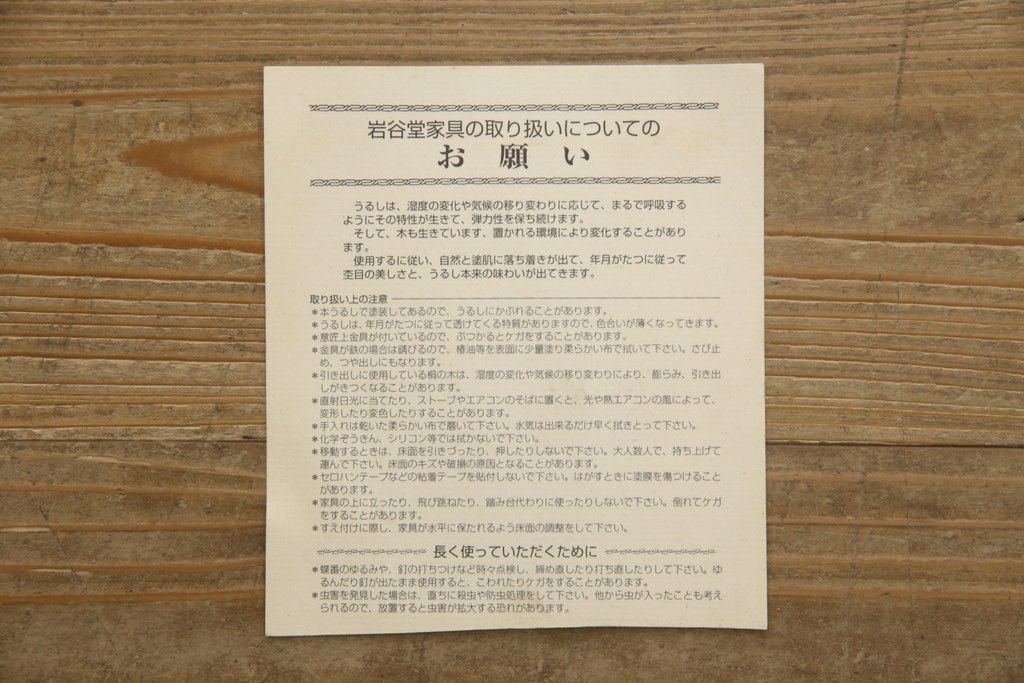 岩谷堂家具の取り扱いについての
お願い
うるしは、湿度の変化や気候の移り変わりに応じて、まるで呼吸する
ようにその特性が生きて、弾力性を保ち続けます。
そして、木も生きています、置かれる環境により変化することがあり
ます。
使用するに従い、自然と塗肌に落ち着きが出て、年月がたつに従って
杢目の美しさと、うるし本来の味わいが出てきます。
取り扱い上の注意
*本うるしで塗装してあるので、うるしにかぶれることがあります。
*うるしは、年月がたつに従って透けてくる特質がありますので、色合いが薄くなってきます。
*意匠上金具が付いているので、ぶつかるとケガをすることがあります。
*金具が鉄の場合は錆びるので、椿油等を表面に少量塗り柔らかい布で拭いて下さい。さび止
め、つや出しにもなります。
*引き出しに使用している桐の木は、湿度の変化や気候の移り変わりにより、膨らみ、引き出
しがきつくなることがあります。
*直射日光に当てたり、ストーブやエアコンのそばに置くと、光や熱エアコンの風によって、
変形したり変色したりすることがあります。
*手入れは乾いた柔らかい布で磨いて下さい。水気は出来るだけ早く拭きとって下さい。
*化学ぞうきん、シリコン等では拭かないで下さい。
*移動するときは、床面を引きづったり、押したりしないで下さい。大人数人で、持ち上げて
運んで下さい。床面のキズや破損の原因となることがあります。
*セロハンテープなどの粘着テープを貼付しないで下さい。はがすときに塗膜を傷つけること
があります。
*家具の上に立ったり、飛び跳ねたり、踏み台代わりに使ったりしないで下さい。倒れてケガ
をすることがあります。
*すえ付けに際し、家具が水平に保たれるよう床面の調整をして下さい。
長く使っていただくために
*蝶番のゆるみや、釘の打ちつけなど時々点検し、締め直したり打ち直したりして下さい。ゆ
るんだり釘が出たまま使用すると、こわれたりケガをすることがあります。
*虫害を発見した場合は、直ちに殺虫や防虫処理をして下さい。他から虫が入ったことも考え
られるので、放置すると虫害が拡大する恐れがあります。